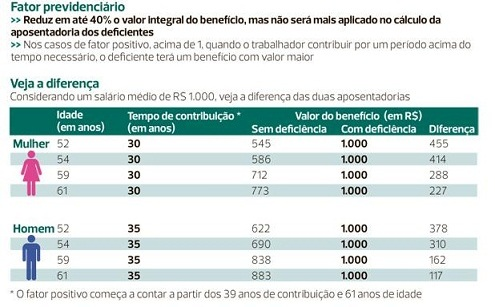 Fator previdenciário
>> Reduz em até 40% o valor integral do benefício, mas não será mais aplicado no cálculo da
aposentadoria dos deficientes
>> Nos casos de fator positivo, acima de 1, quando o trabalhador contribuir por um período acima do
tempo necessário, o deficiente terá um benefício com valor maior
Veja a diferença
Considerando um salário médio de R$ 1.000, veja a diferença das duas aposentadorias
Idade (em anos) Tempo de contribuição * (em anos) Valor do benefício (em R$)
Sem deficiência Com deficiência Diferença
Mulher 52 30 545 1.000 455
54 30 586 1.000 414
59 30 712 1.000 288
61 30 773 1.000 227
Homem 52 35 622 1.000 378
54 35 690 1.000 310
59 35 838 1.000 162
61 35 883 1.000 117
* O fator positivo começa a contar a partir dos 39 anos de contribuição e 61 anos de idade